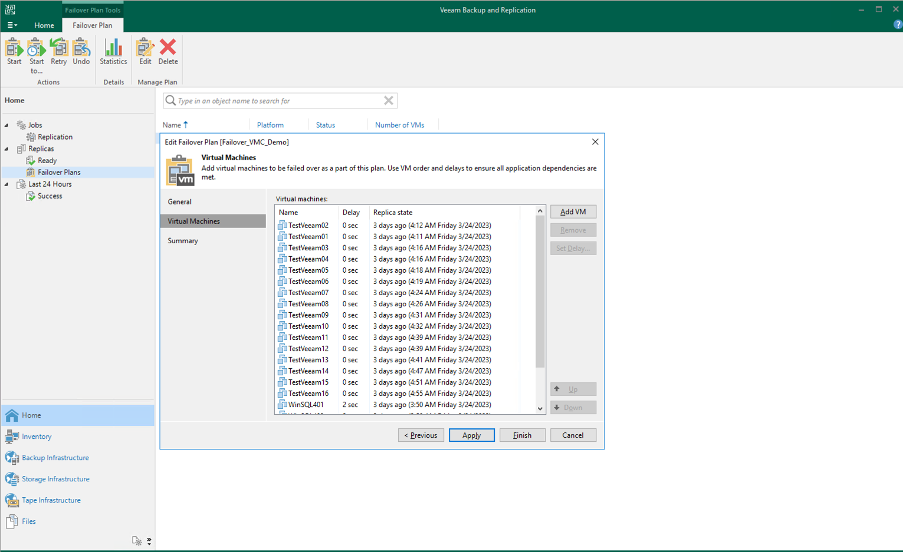 Failover Plan Tools
Veeam Backup and Replication
Home
Failover Plan
Start
Start to...
Retry
Undo
Statistics
Edit
Delete
Actions
Details
Manage Plan
Home
Type in an object name to search for
Name
Platform
Status
Number of VMs
Jobs
Replication
Replicas
Ready
Failover Plans
Last 24 Hours
Success
Edit Failover Plan [Failover_VMC_Demo]
Virtual Machines
Add virtual machines to be failed over as a part of this plan. Use VM order and delays to ensure all application dependencies are
met.
General
Virtual Machines
Summary
Virtual machines:
Name Delay Replica state
TestVeeam02 0 sec 3 days ago (4:12 AM Friday 3/24/2023)
TestVeeam01 0 sec 3 days ago (4:11 AM Friday 3/24/2023)
TestVeeam03 0 sec 3 days ago (4:16 AM Friday 3/24/2023)
TestVeeam04 0 sec 3 days ago (4:16 AM Friday 3/24/2023)
TestVeeam05 0 sec 3 days ago (4:18 AM Friday 3/24/2023)
TestVeeam06 0 sec 3 days ago (4:19 AM Friday 3/24/2023)
TestVeeam07 0 sec 3 days ago (4:24 AM Friday 3/24/2023)
TestVeeam08 0 sec 3 days ago (4:26 AM Friday 3/24/2023)
TestVeeam09 0 sec 3 days ago (4:31 AM Friday 3/24/2023)
TestVeeam10 0 sec 3 days ago (4:32 AM Friday 3/24/2023)
TestVeeam11 0 sec 3 days ago (4:39 AM Friday 3/24/2023)
TestVeeam12 0 sec 3 days ago (4:39 AM Friday 3/24/2023)
TestVeeam13 0 sec 3 days ago (4:41 AM Friday 3/24/2023)
TestVeeam14 0 sec 3 days ago (4:47 AM Friday 3/24/2023)
TestVeeam15 0 sec 3 days ago (4:51 AM Friday 3/24/2023)
TestVeeam16 0 sec 3 days ago (4:55 AM Friday 3/24/2023)
WinSQL401 2 sec 3 days ago (3:50 AM Friday 3/24/2023)
Add VM
Remove
Set Delay...
Up
Down
< Previous
Apply
Finish
Cancel
Home
Inventory
Backup Infrastructure
Storage Infrastructure
Tape Infrastructure
Files